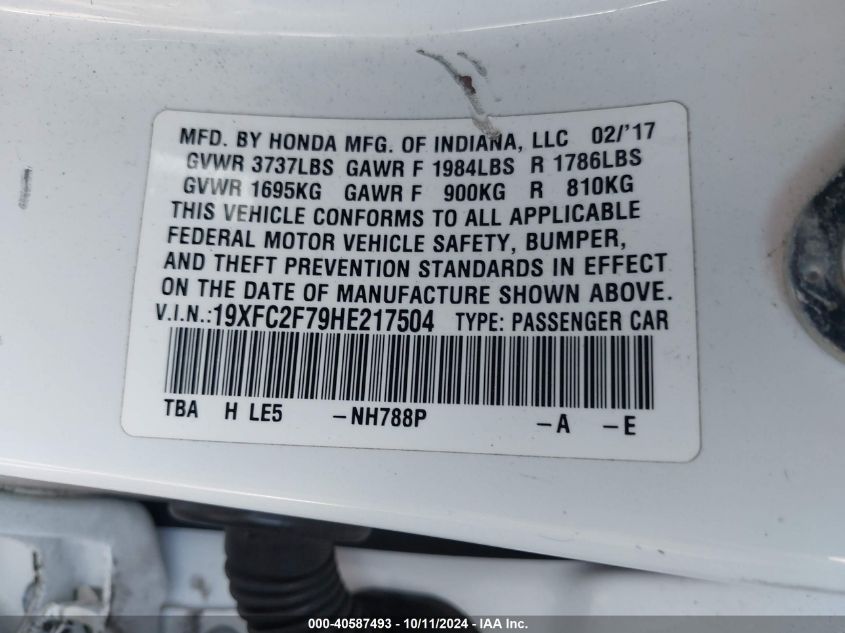 MFD. BY HONDA MFG. OF INDIANA, LLC 02/'17
GVWR 3737LBS GAWR F 1984LBS R 1786LBS
GVWR 1695KG GAWR F 900KG R 810KG
THIS VEHICLE CONFORMS TO ALL APPLICABLE
FEDERAL MOTOR VEHICLE SAFETY, BUMPER,
AND THEFT PREVENTION STANDARDS IN EFFECT
ON THE DATE OF MANUFACTURE SHOWN ABOVE.
V.I.N.:19XFC2F79HE217504 TYPE: PASSENGER CAR
TBA H LE5 -NH788P -A -E
000-40587493 - 10/11/2024 - IAA Inc.